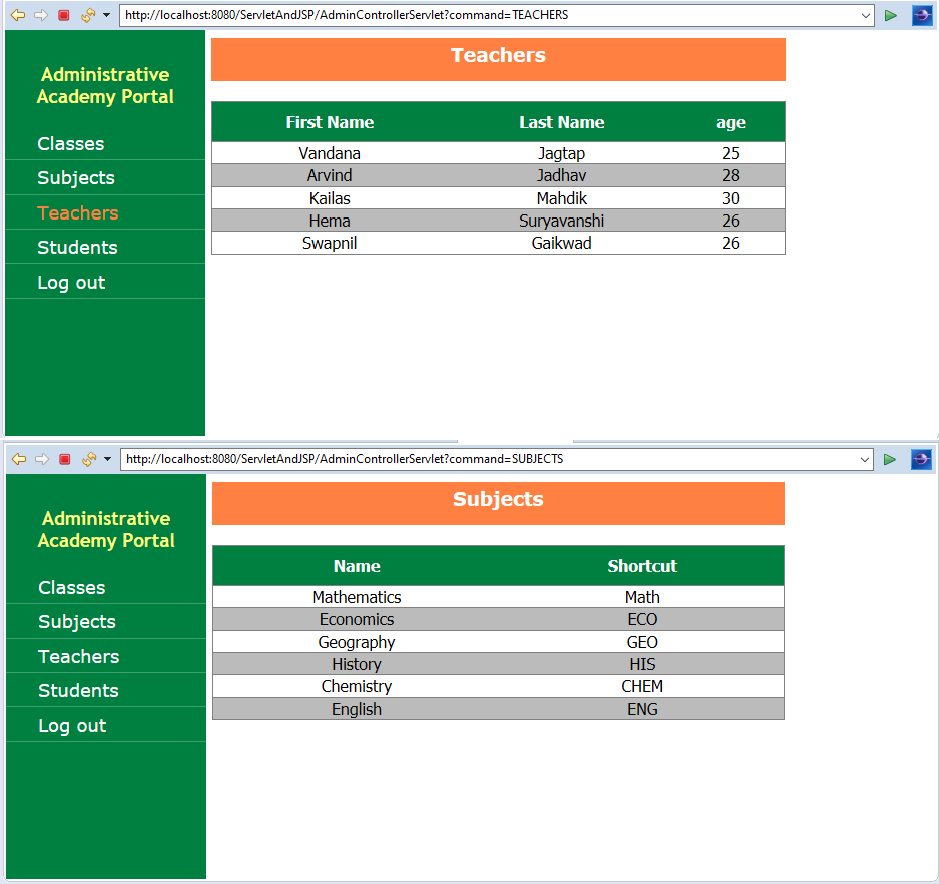 http://localhost:8080/ServletAndJSP/AdminControllerServlet?command=TEACHERS
Administrative
Academy Portal
Classes
Subjects
Teachers
Students
Log out
Teachers
First Name Last Name age
Vandana Jagtap 25
Arvind Jadhav 28
Kailas Mahdik 30
Hema Suryavanshi 26
Swapnil Gaikwad 26
http://localhost:8080/ServletAndJSP/AdminControllerServlet?command=SUBJECTS
Administrative
Academy Portal
Classes
Subjects
Teachers
Students
Log out
Subjects
Name Shortcut
Mathematics Math
Economics ECO
Geography GEO
History HIS
Chemistry CHEM
English ENG